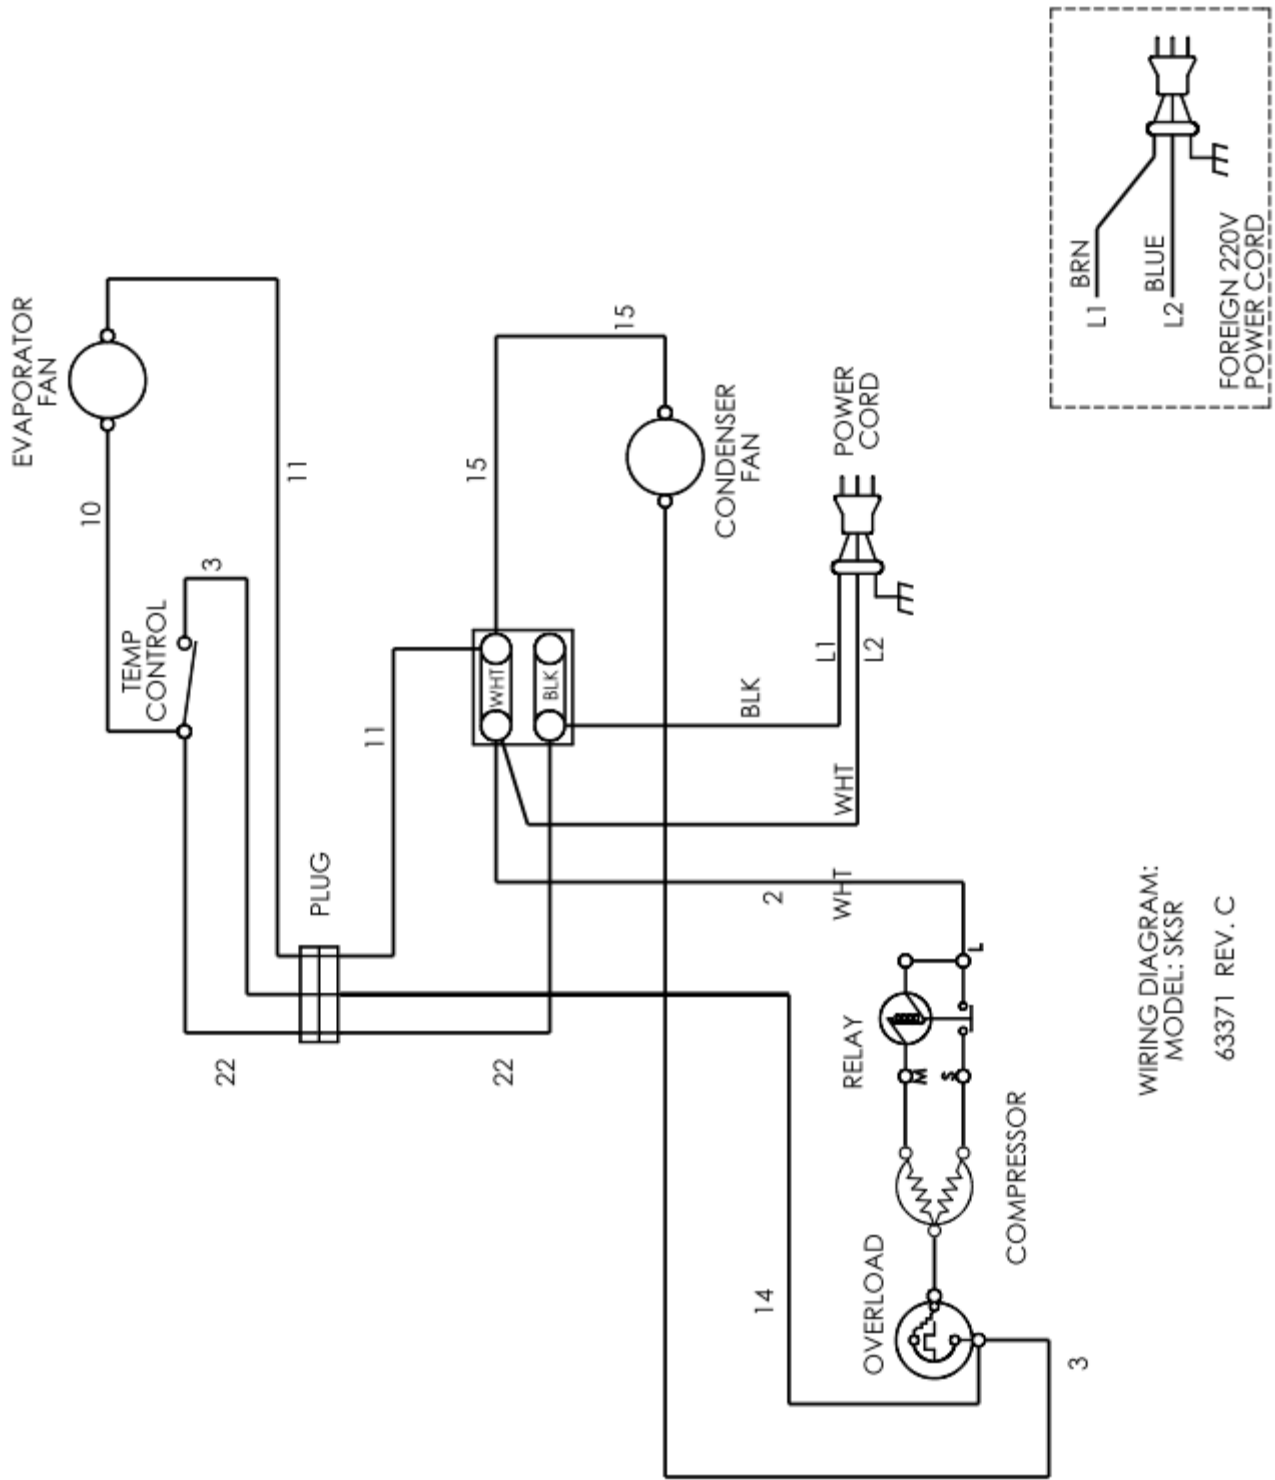 EVAPORATOR
FAN
10
3
TEMP
CONTROL
11
11
15
15
CONDENSER
FAN
POWER
CORD
WHT
BLK
BLK
L1
L2
WHT
2
WHT
PLUG
22
22
RELAY
L
M
S
COMPRESSOR
OVERLOAD
14
3
BRN
L1
BLUE
L2
FOREIGN 220V
POWER CORD
WIRING DIAGRAM:
MODEL: SKSR
63371 REV. C